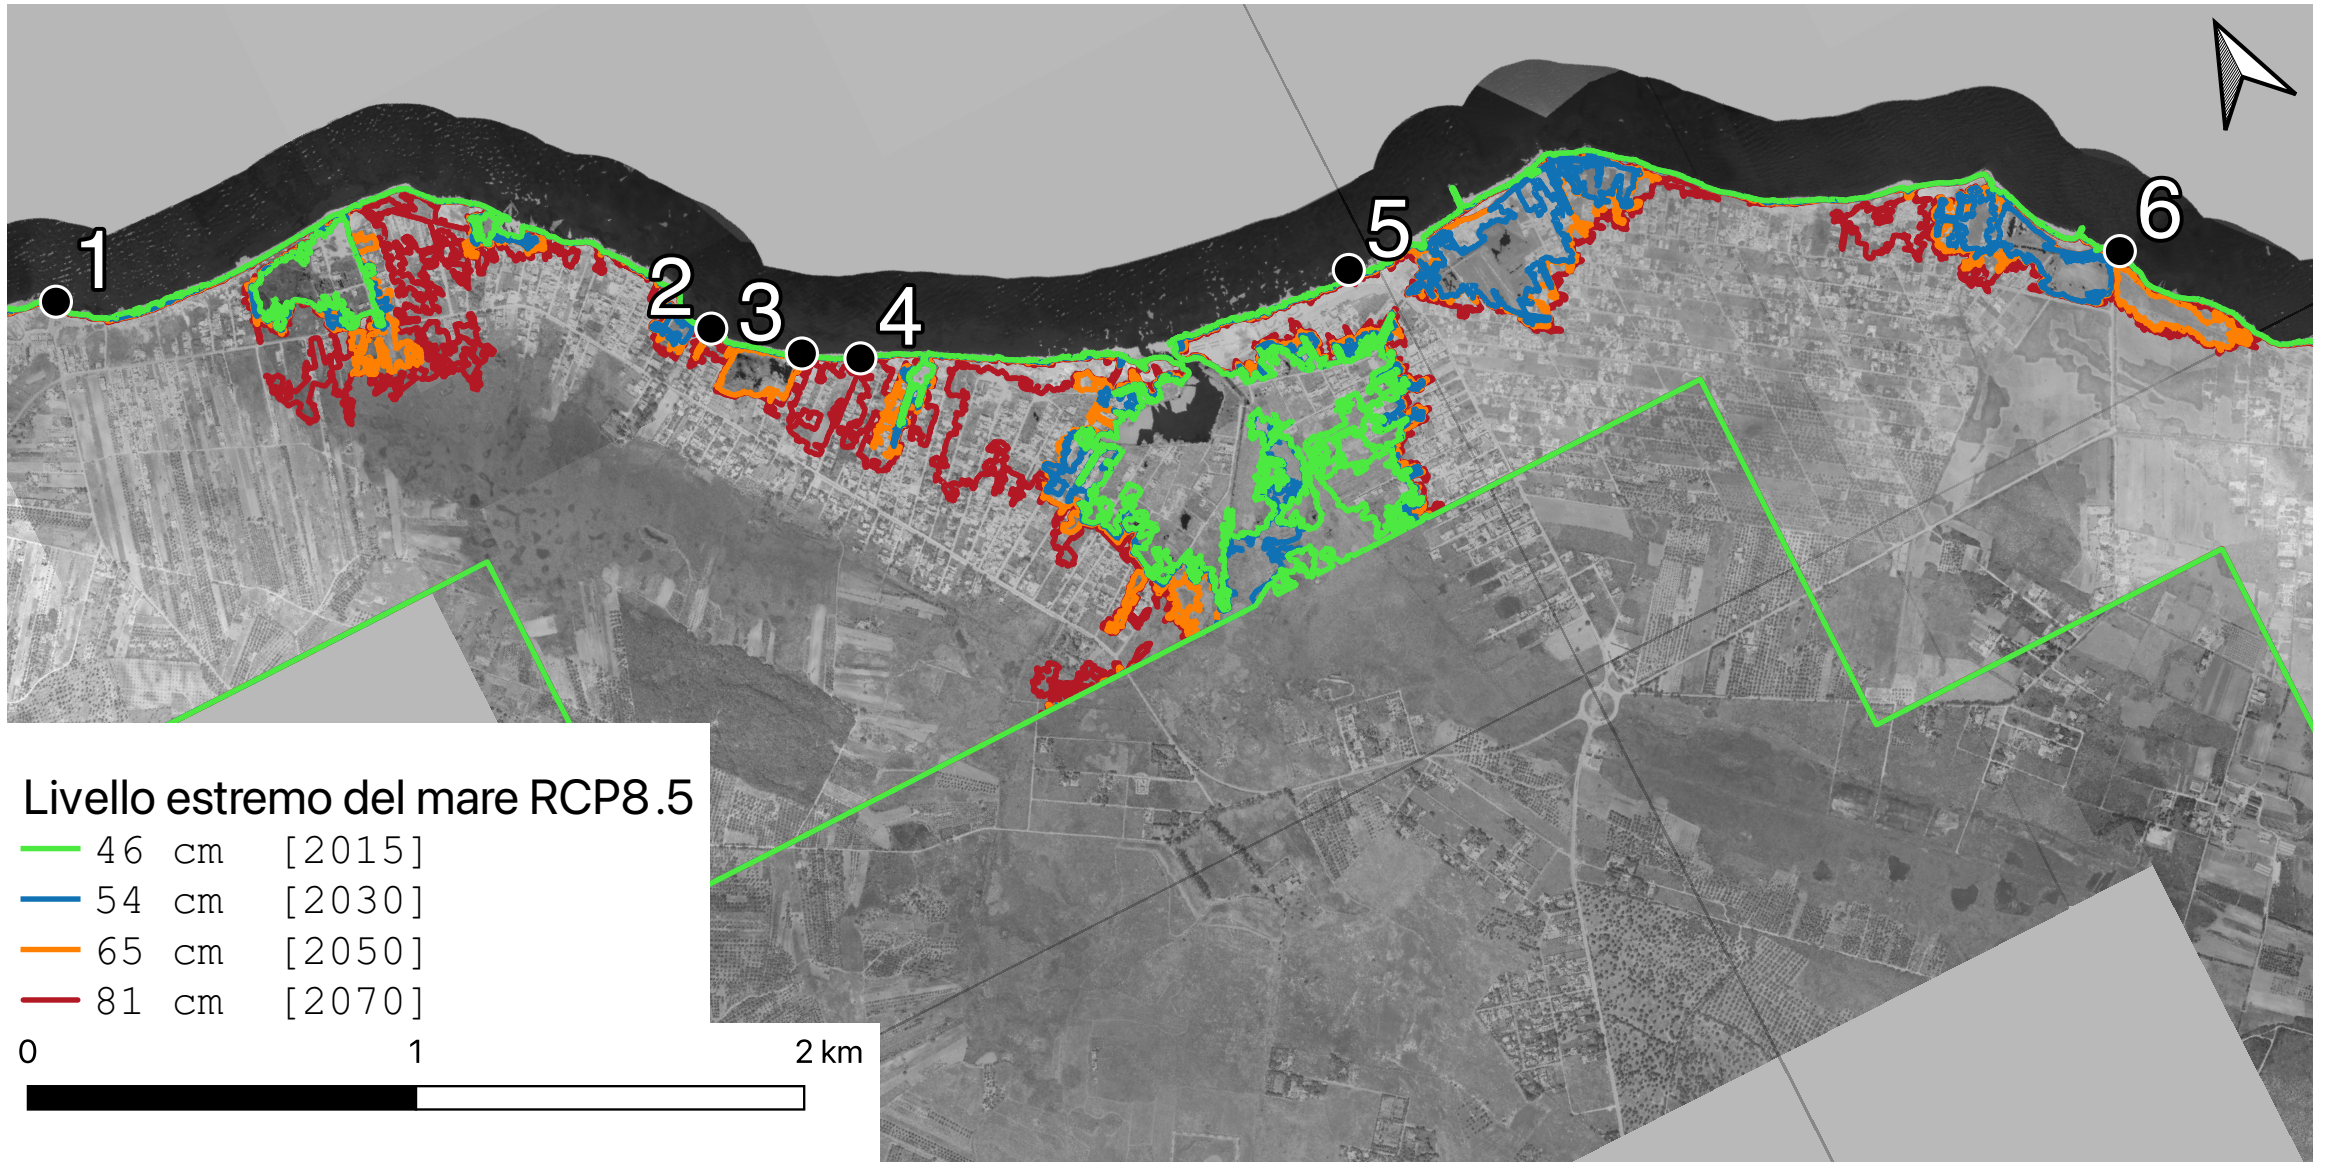 1
2
3
4
5
6
Livello estremo del mare RCP8.5
46 cm [2015]
54 cm [2030]
65 cm [2050]
81 cm [2070]
0 1 2 km